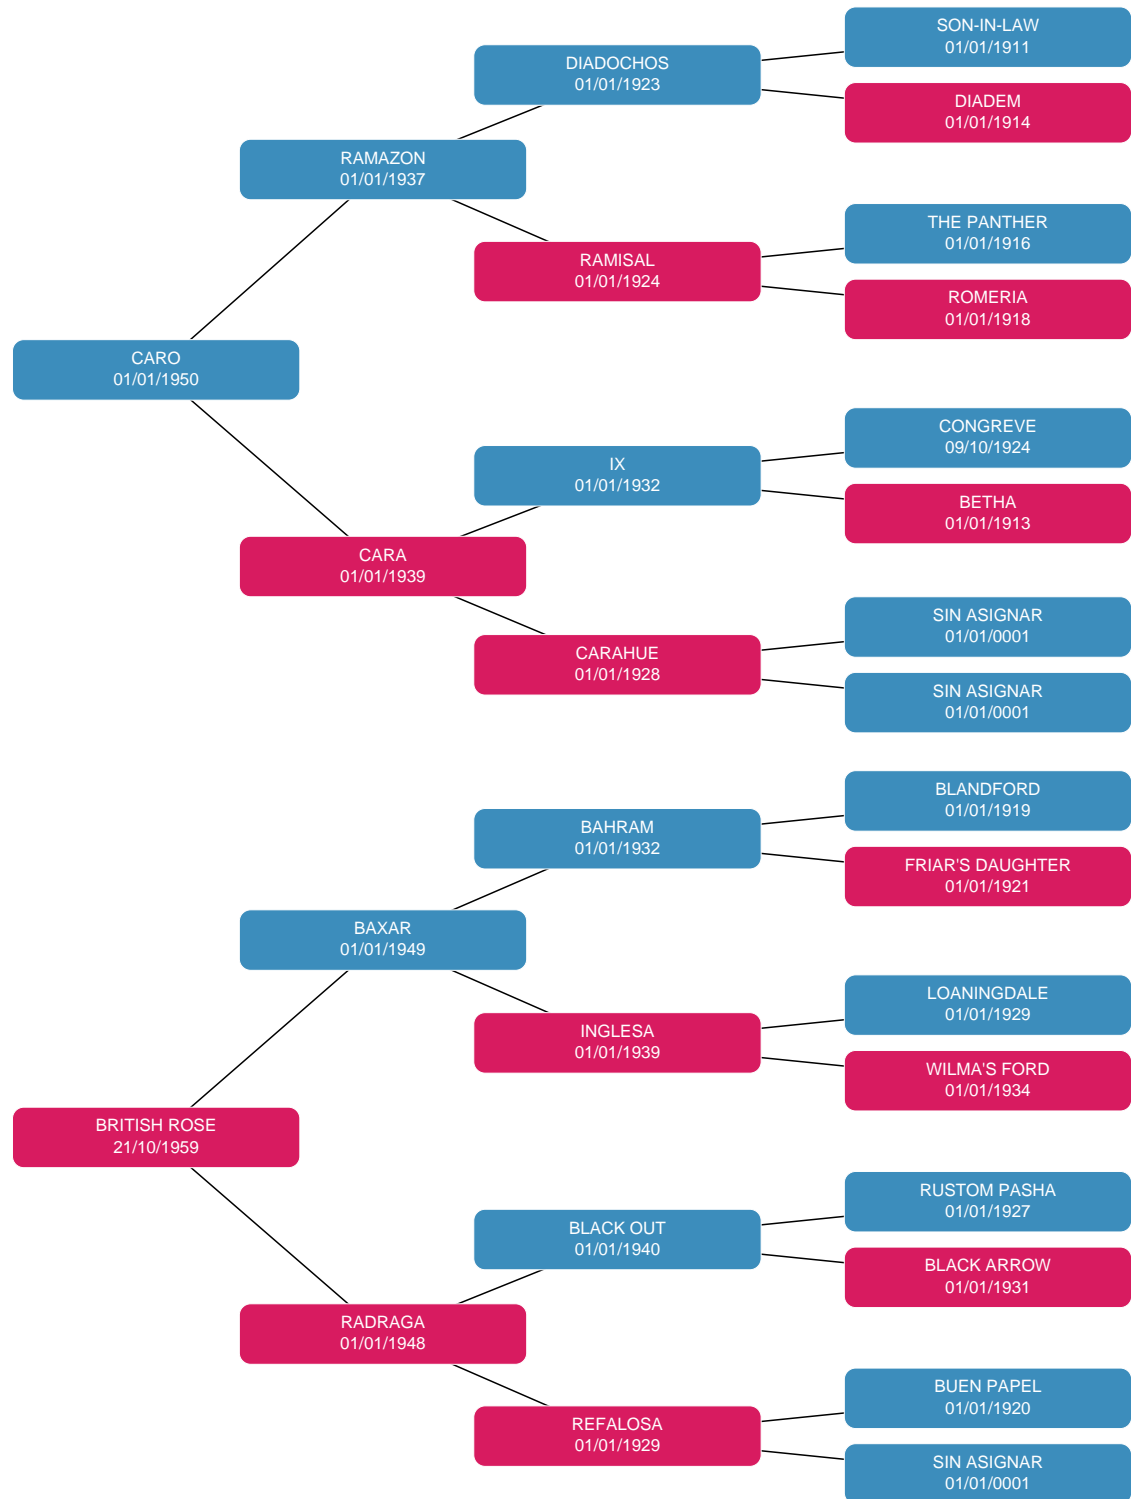 SON-IN-LAW
01/01/1911
DIADOCHOS
01/01/1923
DIADEM
01/01/1914
RAMAZON
01/01/1937
THE PANTHER
01/01/1916
RAMISAL
01/01/1924
ROMERIA
01/01/1918
CARO
01/01/1950
CONGREVE
09/10/1924
IX
01/01/1932
BETHA
01/01/1913
CARA
01/01/1939
SIN ASIGNAR
01/01/0001
CARAHUE
01/01/1928
SIN ASIGNAR
01/01/0001
BLANDFORD
01/01/1919
BAHRAM
01/01/1932
FRIAR'S DAUGHTER
01/01/1921
BAXAR
01/01/1949
LOANINGDALE
01/01/1929
INGLESA
01/01/1939
WILMA'S FORD
01/01/1934
BRITISH ROSE
21/10/1959
RUSTOM PASHA
01/01/1927
BLACK OUT
01/01/1940
BLACK ARROW
01/01/1931
RADRAGA
01/01/1948
BUEN PAPEL
01/01/1920
REFALOSA
01/01/1929
SIN ASIGNAR
01/01/0001